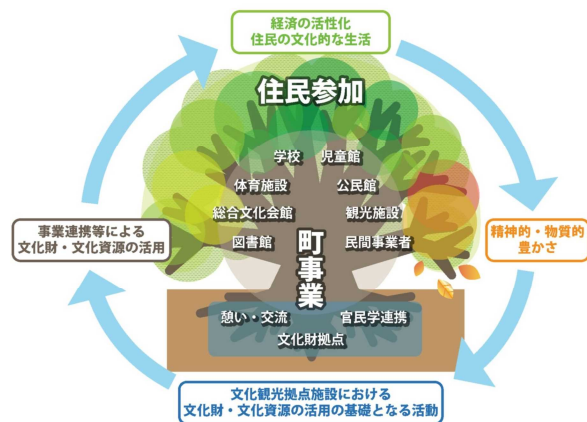 経済の活性化
住民の文化的な生活
住民参加
学校
児童館
体育施設
公民館
総合文化会館
観光施設
図書館
民間事業者
町事業
事業連携等による
文化財・文化資源の活用
精神的・物質的
豊かさ
憩い・交流
官民学連携
文化財拠点
文化観光拠点施設における
文化財・文化資源の活用の基礎となる活動